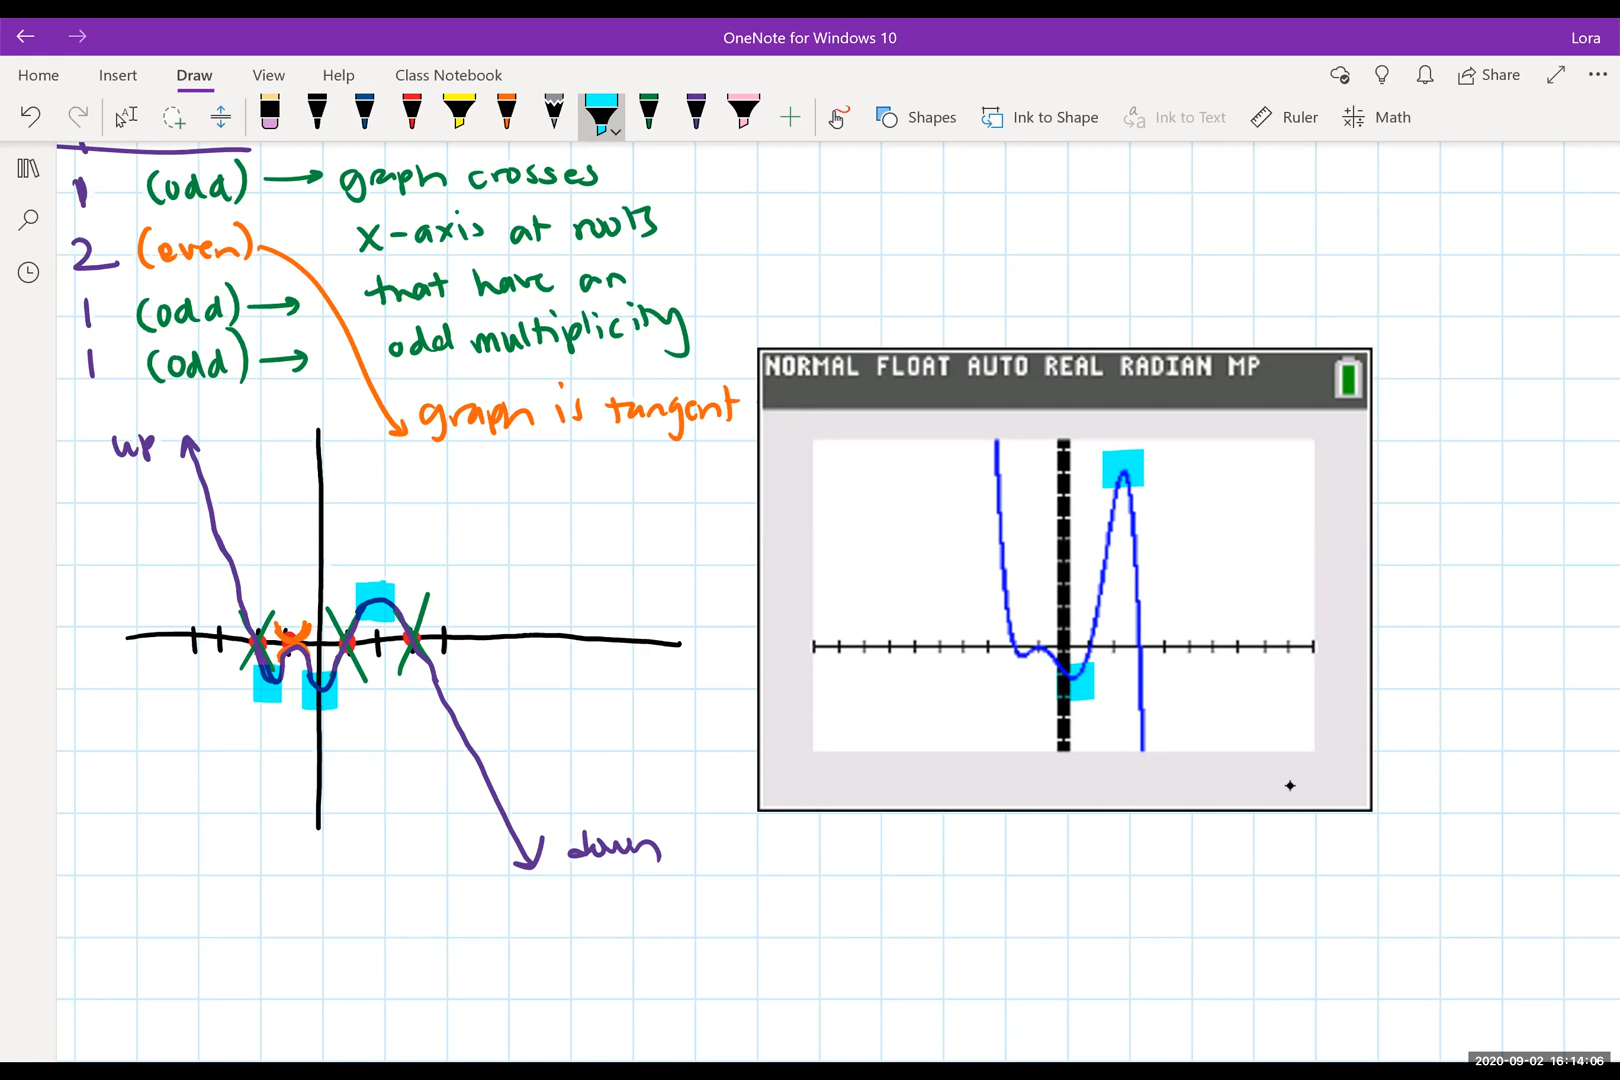 OneNote for Windows 10
Lora
Home Insert Draw View Help Class Notebook
Share
Shapes Ink to Shape Ink to Text Ruler Math
1 (odd) → graph crosses
x-axis at roots
2 (even)
that have an
1 (odd) →
odd multiplicity
1 (odd) →
graph is tangent
up
down
NORMAL FLOAT AUTO REAL RADIAN MP
2020-09-02 16:14:06